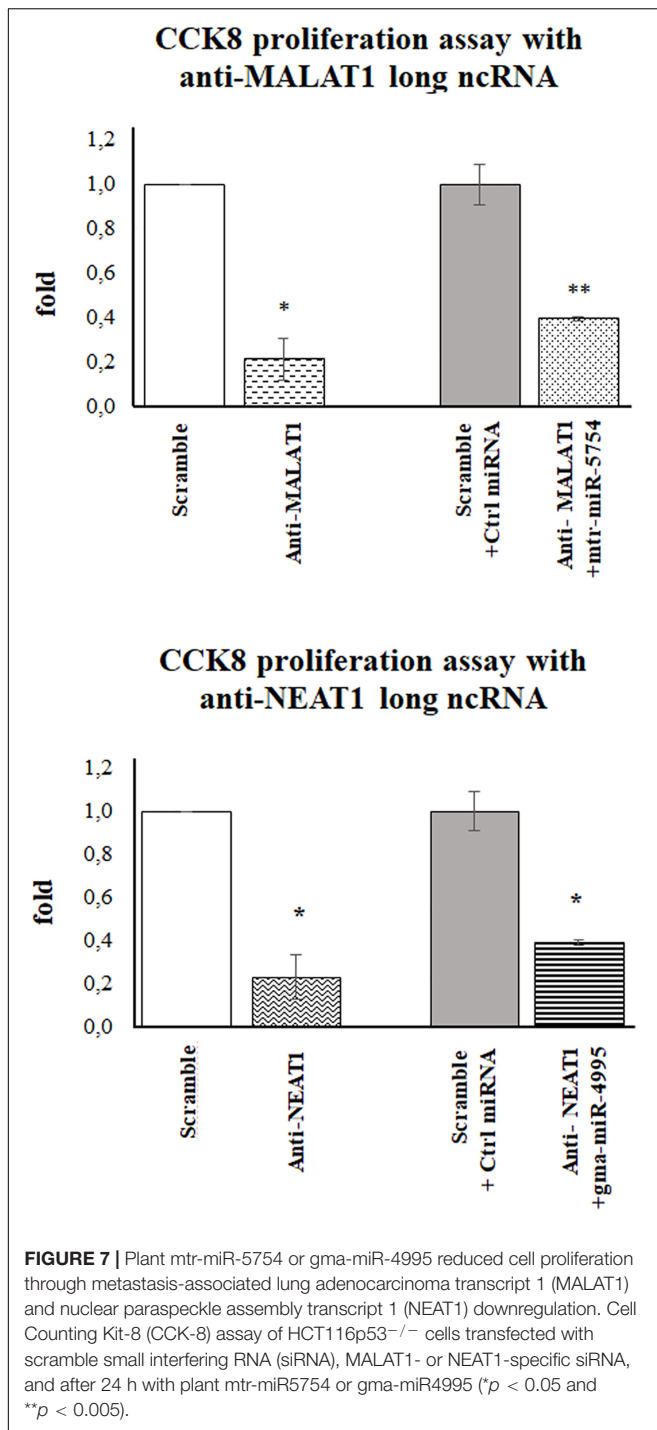 CCK8 proliferation assay with
anti-MALAT1 long ncRNA
1,2
1,0
0,8
0,6
0,4
0,2
0,0
fold
*
**
Scramble
Anti-MALAT1
Scramble
+Ctrl miRNA
Anti- MALAT1
+mtr-miR-5754
CCK8 proliferation assay with
anti-NEAT1 long ncRNA
1,2
1,0
0,8
0,6
0,4
0,2
0,0
fold
*
*
Scramble
Anti-NEAT1
Scramble
+ Ctrl miRNA
Anti- NEAT1
+gma-miR-4995
FIGURE 7 | Plant mtr-miR-5754 or gma-miR-4995 reduced cell proliferation
through metastasis-associated lung adenocarcinoma transcript 1 (MALAT1)
and nuclear paraspeckle assembly transcript 1 (NEAT1) downregulation. Cell
Counting Kit-8 (CCK-8) assay of HCT116p53−/− cells transfected with
scramble small interfering RNA (siRNA), MALAT1- or NEAT1-specific siRNA,
and after 24 h with plant mtr-miR5754 or gma-miR4995 (*p < 0.05 and
**p < 0.005).